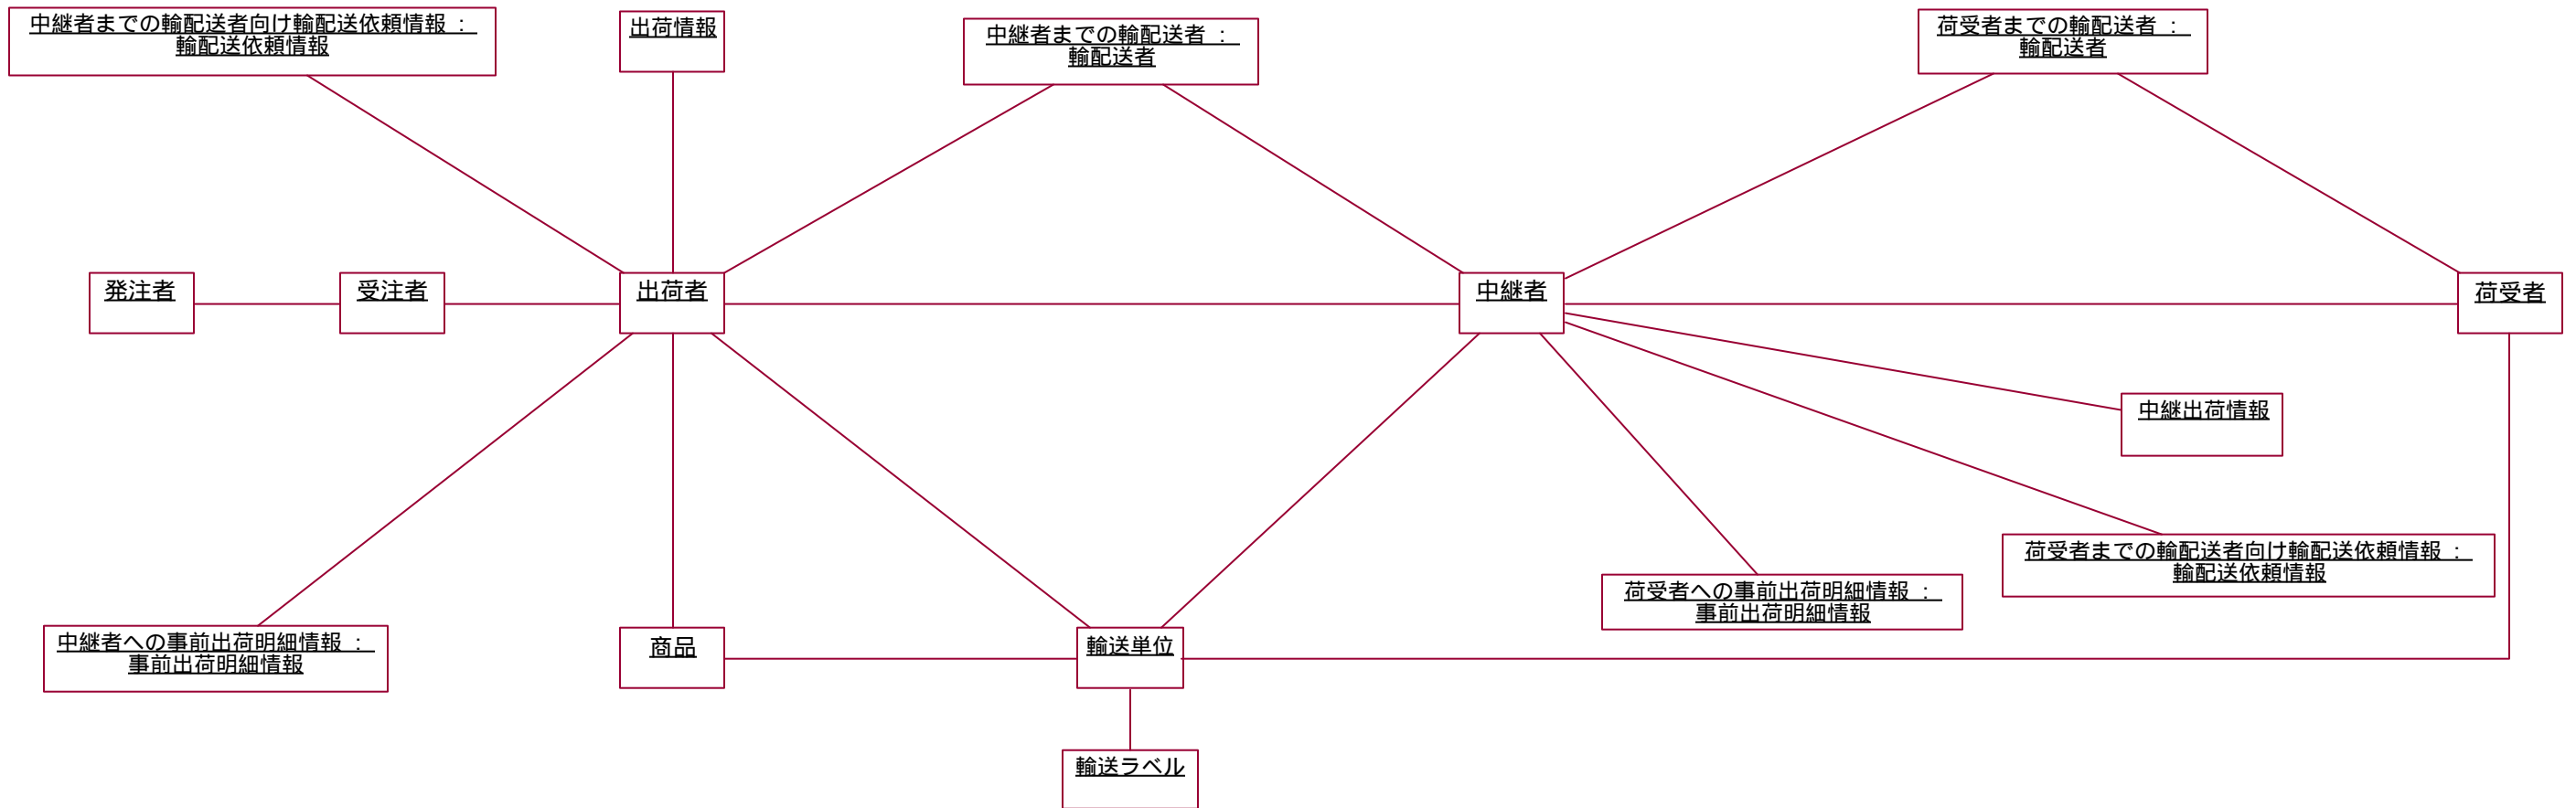 中継者までの輸配送者向け輸配送依頼情報 :
輸配送依頼情報
出荷情報
中継者までの輸配送者 :
輸配送者
荷受者までの輸配送者 :
輸配送者
発注者
受注者
出荷者
中継者
荷受者
中継出荷情報
荷受者までの輸配送者向け輸配送依頼情報 :
輸配送依頼情報
荷受者への事前出荷明細情報 :
事前出荷明細情報
中継者への事前出荷明細情報 :
事前出荷明細情報
商品
輸送単位
輸送ラベル